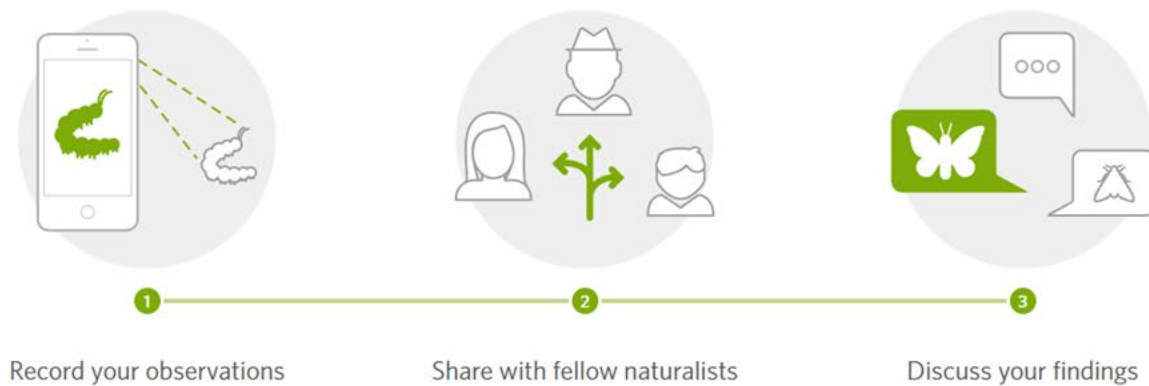 1
2
3
Record your observations
Share with fellow naturalists
Discuss your findings